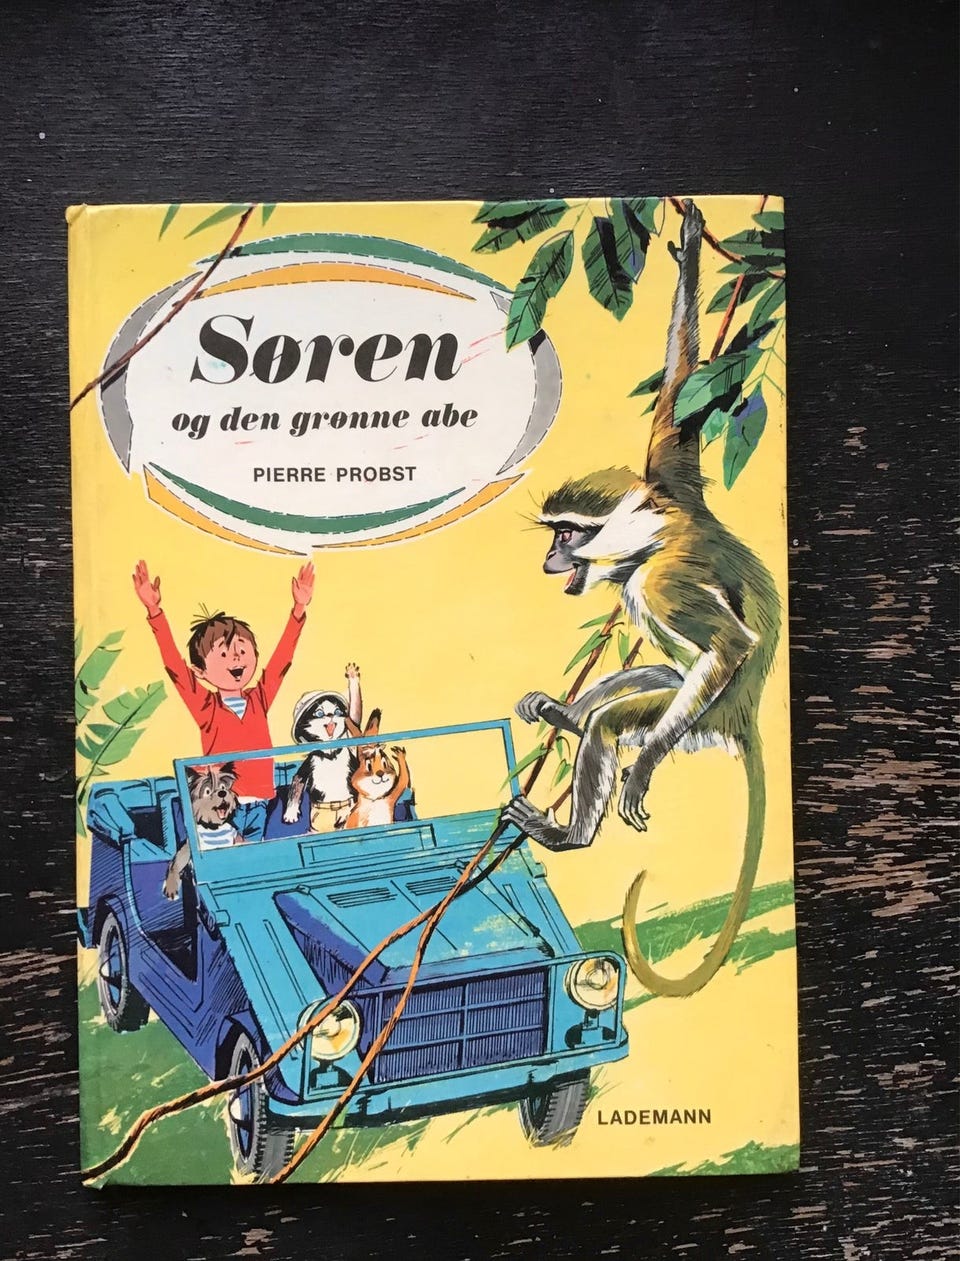 Søren
og den grønne abe
PIERRE PROBST
LADEMANN